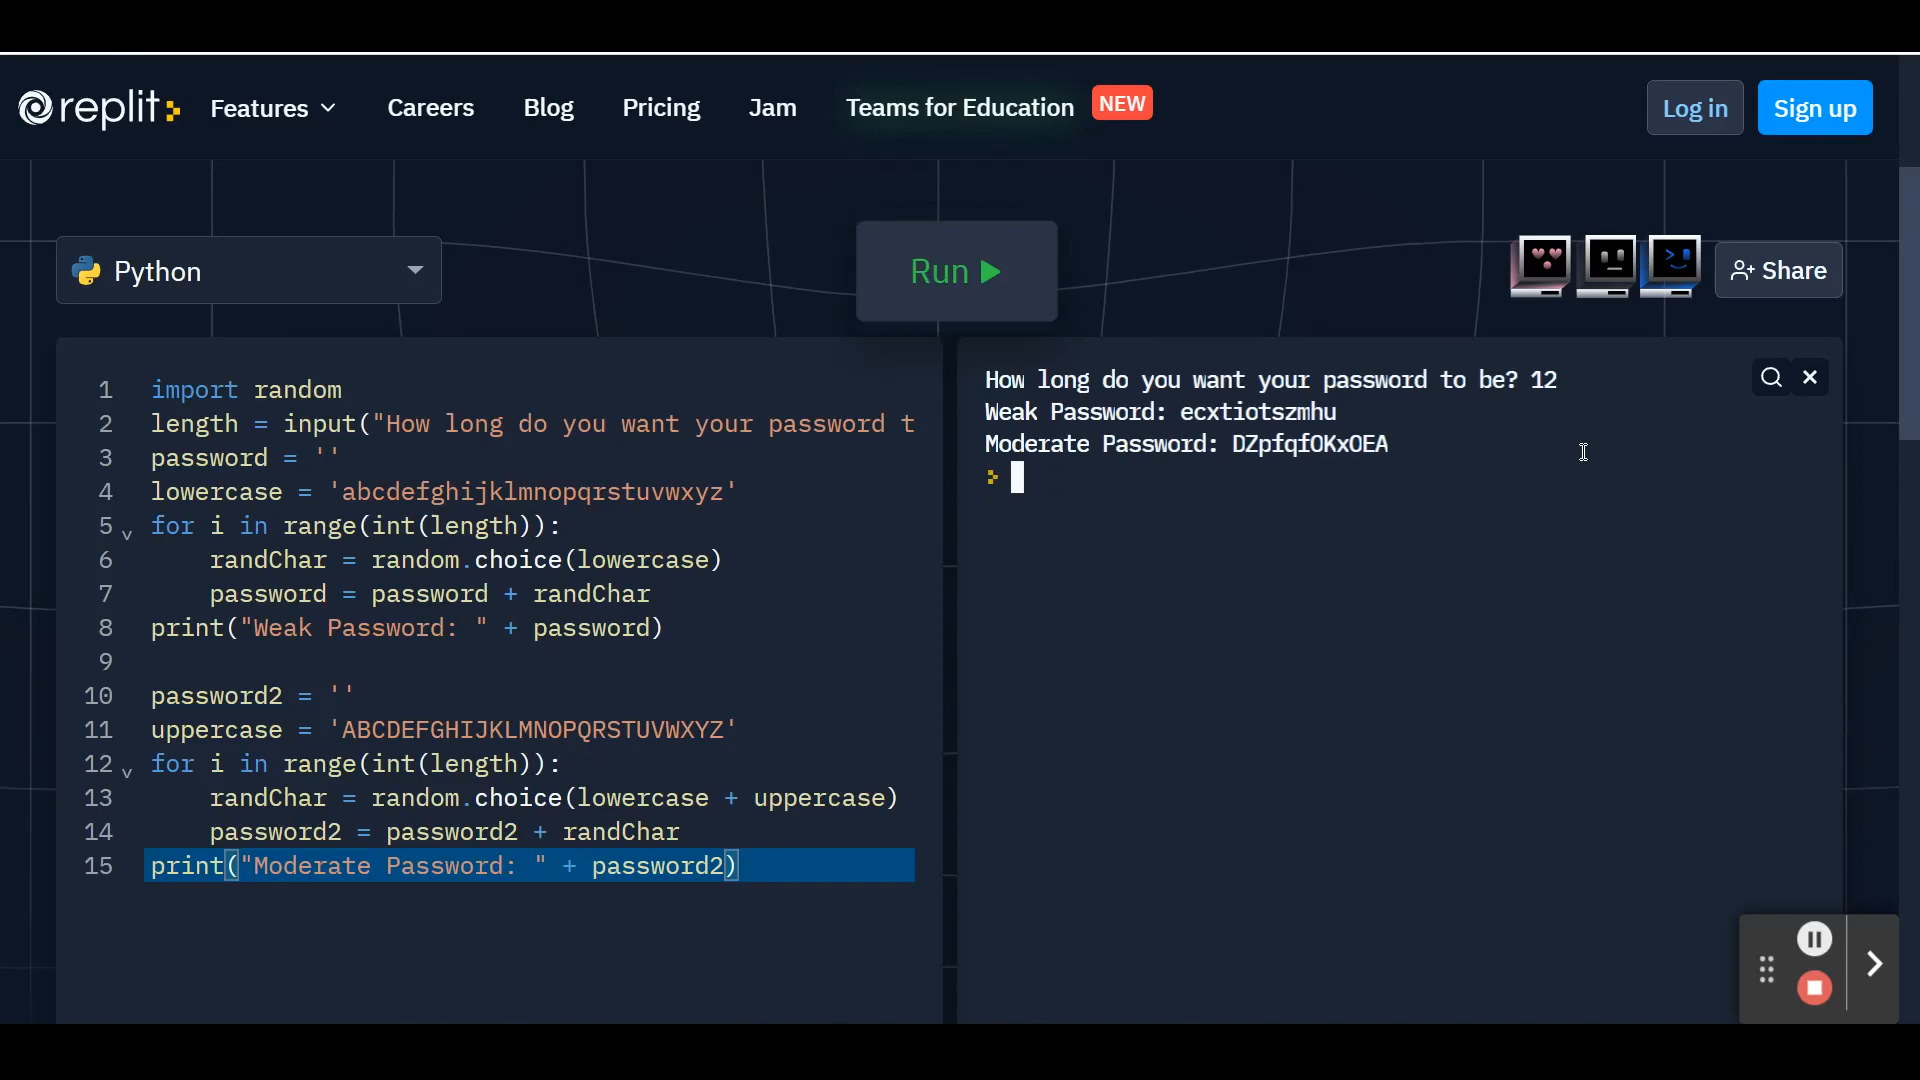 replit
Features
Careers
Blog
Pricing
Jam
Teams for Education
NEW
Log in
Sign up
Python
Run
Share
1 import random
2 length = input("How long do you want your password t
3 password = ''
4 lowercase = 'abcdefghijklmnopqrstuvwxyz'
5 for i in range(int(length)):
6 randChar = random.choice(lowercase)
7 password = password + randChar
8 print("Weak Password: " + password)
9
10 password2 = ''
11 uppercase = 'ABCDEFGHIJKLMNOPQRSTUVWXYZ'
12 for i in range(int(length)):
13 randChar = random.choice(lowercase + uppercase)
14 password2 = password2 + randChar
15 print("Moderate Password: " + password2)
How long do you want your password to be? 12
Weak Password: ecxtiotszmhu
Moderate Password: DZpfqfOKxOEA